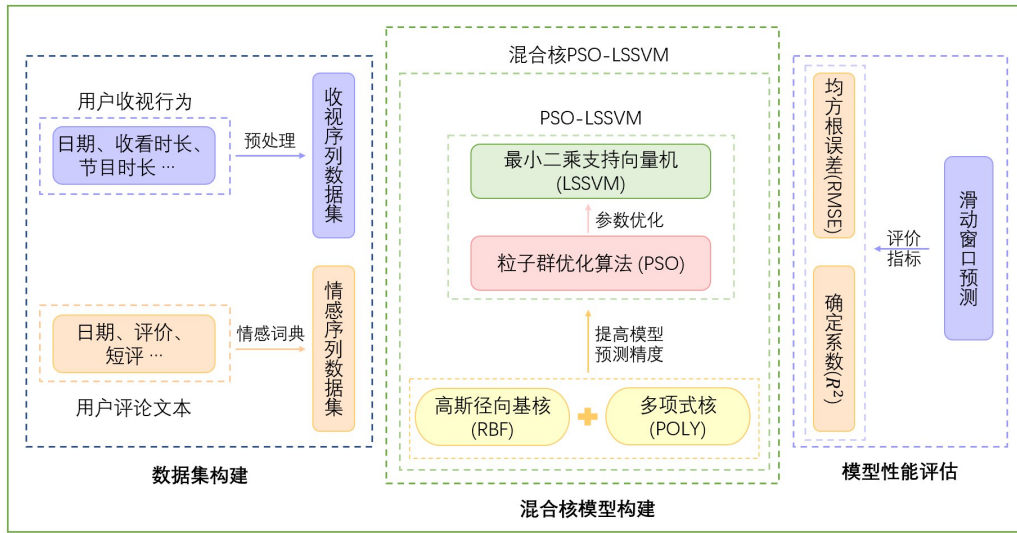 用户收视行为
日期、收看时长、
节目时长 ...
预处理
收视序列数据集
日期、评价、
短评 ...
情感词典
情感序列数据集
用户评论文本
数据集构建
混合核PSO-LSSVM
PSO-LSSVM
最小二乘支持向量机
(LSSVM)
参数优化
粒子群优化算法 (PSO)
提高模型
预测精度
高斯径向基核
(RBF)
多项式核
(POLY)
混合核模型构建
均方根误差(RMSE)
确定系数(R²)
评价
指标
滑动窗口预测
模型性能评估